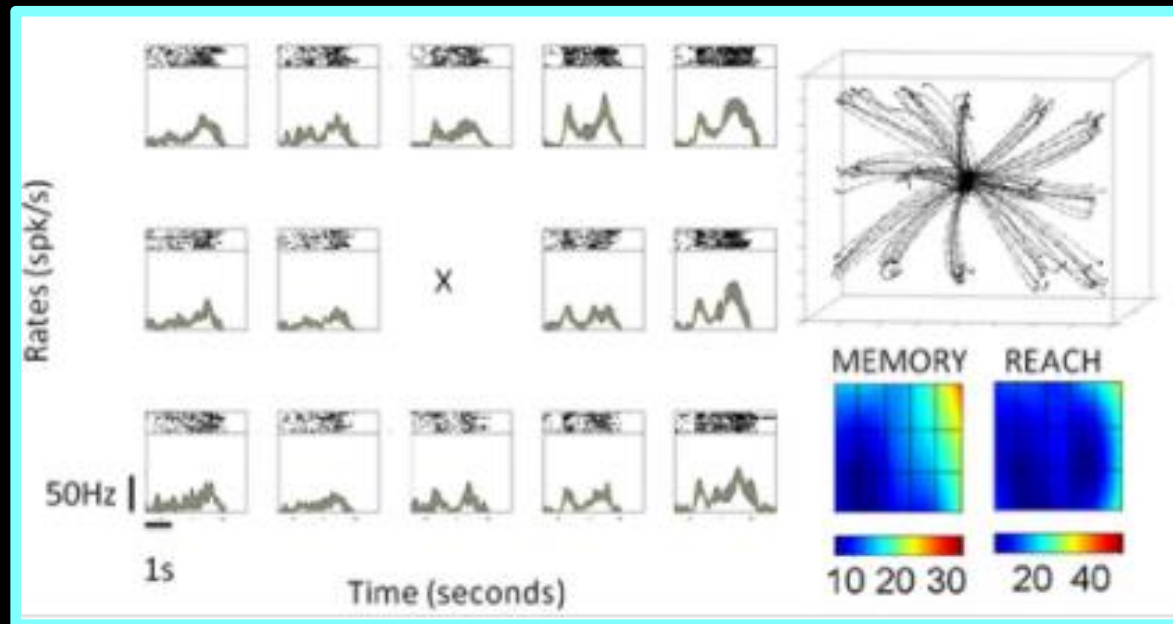 Rates (spk/s)
X
MEMORY REACH
50Hz
10 20 30 20 40
1s
Time (seconds)